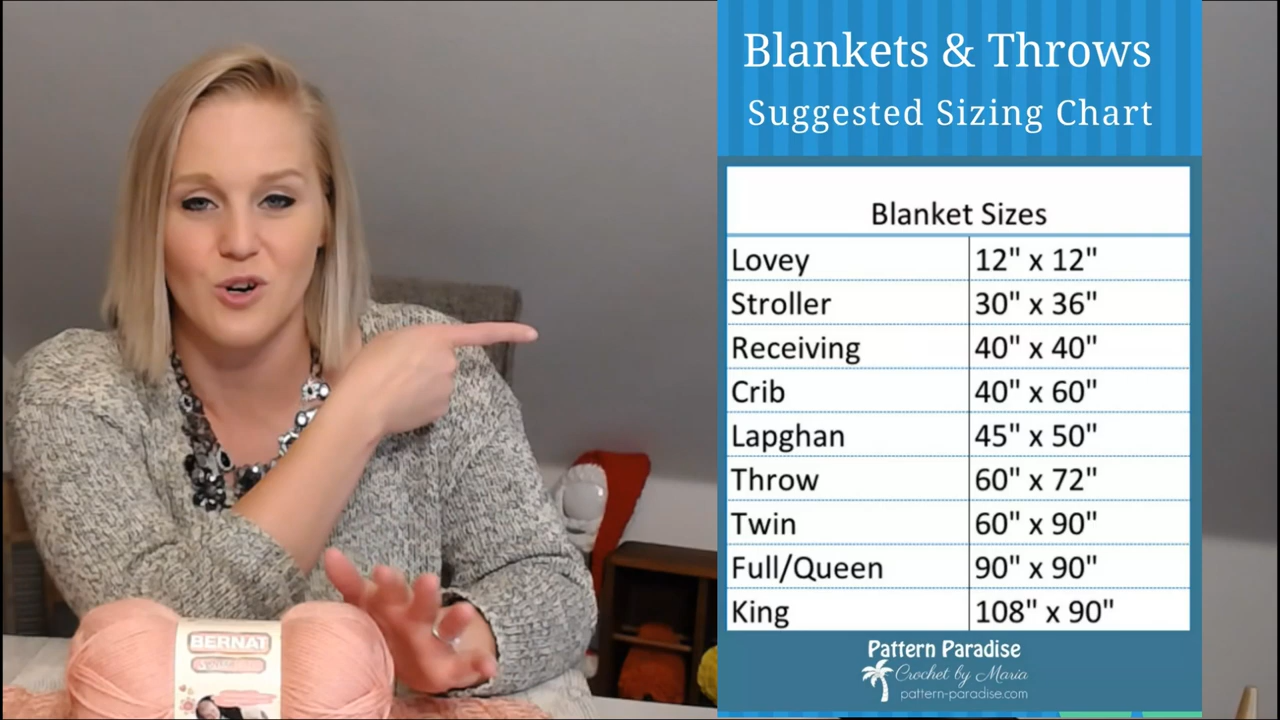 Blankets & Throws
Suggested Sizing Chart
Blanket Sizes
Lovey 12" x 12"
Stroller 30" x 36"
Receiving 40" x 40"
Crib 40" x 60"
Lapghan 45" x 50"
Throw 60" x 72"
Twin 60" x 90"
Full/Queen 90" x 90"
King 108" x 90"
Pattern Paradise
Crochet by Maria
pattern-paradise.com
BERNAT